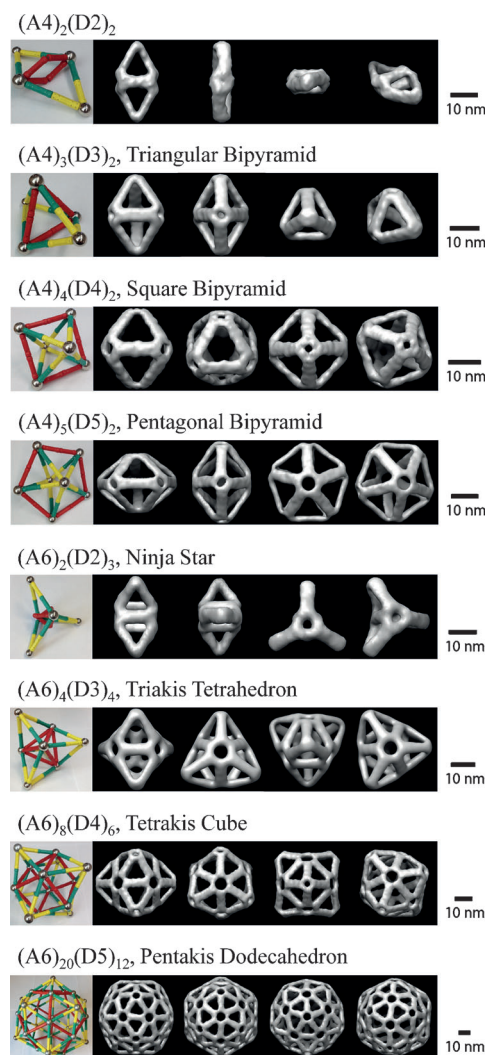 (A4)₂(D2)₂
10 nm
(A4)₃(D3)₂, Triangular Bipyramid
10 nm
(A4)₄(D4)₂, Square Bipyramid
10 nm
(A4)₅(D5)₂, Pentagonal Bipyramid
10 nm
(A6)₂(D2)₃, Ninja Star
10 nm
(A6)₄(D3)₄, Triakis Tetrahedron
10 nm
(A6)₈(D4)₆, Tetrakis Cube
10 nm
(A6)₂₀(D5)₁₂, Pentakis Dodecahedron
10 nm